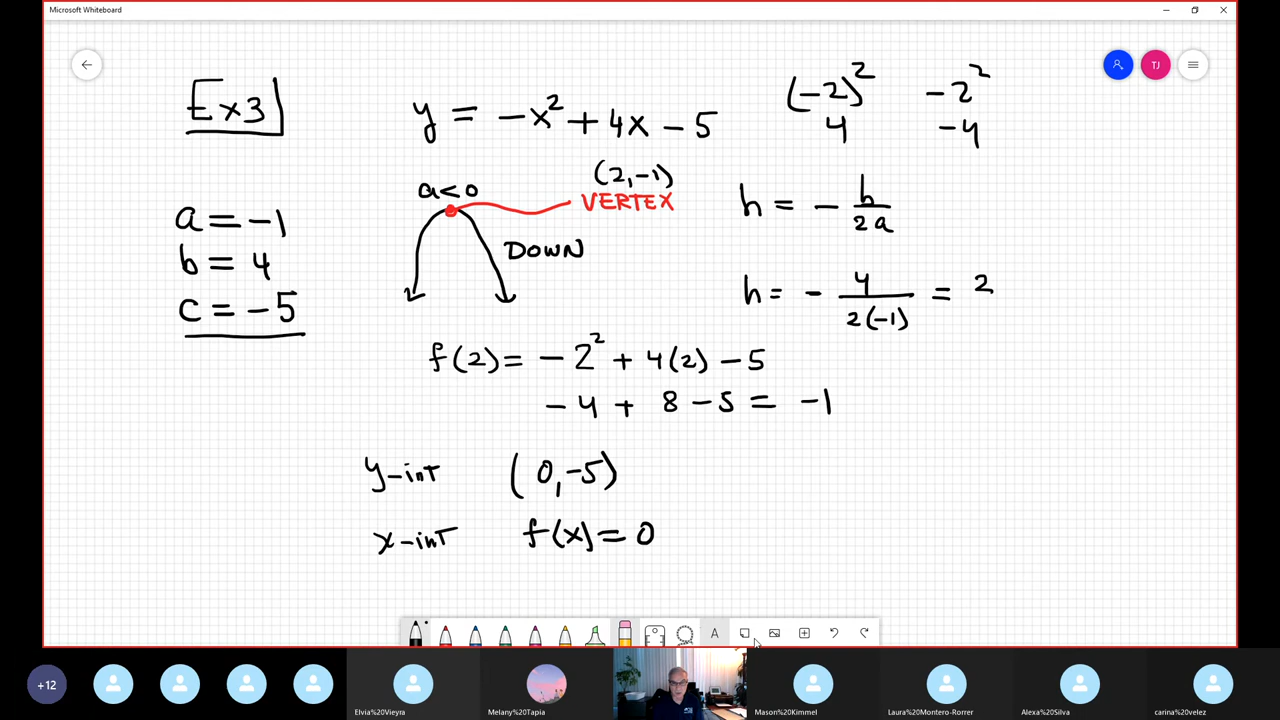 Microsoft Whiteboard
TJ
Ex3
y = -x² + 4x - 5
(-2)² -2²
4 -4
(2,-1)
a<0
VERTEX
DOWN
a = -1
b = 4
c = -5
h = - b/2a
h = - 4/2(-1) = 2
f(2) = -2² + 4(2) - 5
-4 + 8 - 5 = -1
y-int (0,-5)
x-int f(x) = 0
A
+12
Elvia%20Vieyra
Melany%20Tapia
Mason%20Kimmel
Laura%20Montero-Rorrer
Alexa%20Silva
carina%20velez